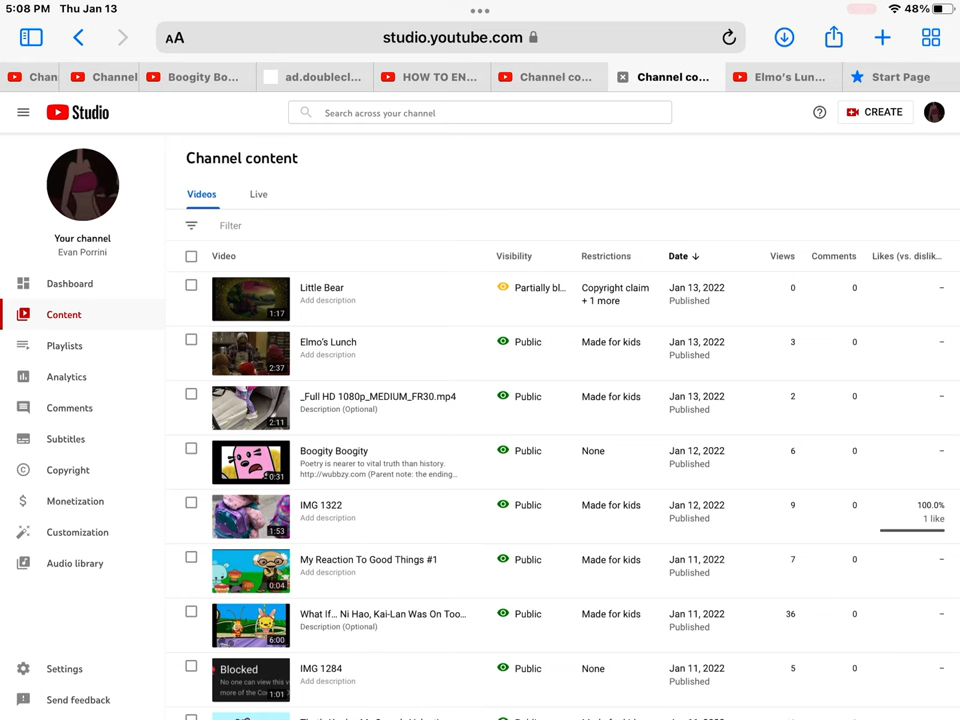 5:08 PM Thu Jan 13
48%
AA
studio.youtube.com
Chan
Channel
Boogity Bo...
ad.doublecl...
HOW TO EN...
Channel co...
Channel co...
Elmo's Lun...
Start Page
Studio
Search across your channel
CREATE
Channel content
Videos Live
Filter
Your channel
Evan Porrini
Dashboard
Content
Playlists
Analytics
Comments
Subtitles
Copyright
Monetization
Customization
Audio library
Settings
Send feedback
Video Visibility Restrictions Date Views Comments Likes (vs. dislik...
Little Bear
Add description
1:17
Partially bl...
Copyright claim
+ 1 more
Jan 13, 2022
Published
0 0 –
Elmo's Lunch
Add description
2:37
Public
Made for kids
Jan 13, 2022
Published
3 0 –
_Full HD 1080p_MEDIUM_FR30.mp4
Description (Optional)
2:11
Public
Made for kids
Jan 13, 2022
Published
2 0 –
Boogity Boogity
Poetry is nearer to vital truth than history.
http://wubbzy.com (Parent note: the ending...
0:31
Public
None
Jan 12, 2022
Published
6 0 –
IMG 1322
Add description
1:53
Public
Made for kids
Jan 12, 2022
Published
9 0 100.0%
1 like
My Reaction To Good Things #1
Add description
0:04
Public
Made for kids
Jan 11, 2022
Published
7 0 –
What If... Ni Hao, Kai-Lan Was On Too...
Description (Optional)
6:00
Public
Made for kids
Jan 11, 2022
Published
36 0 –
Blocked
No one can view this v
more of the Co
1:01
IMG 1284
Add description
Public
None
Jan 11, 2022
Published
5 0 –